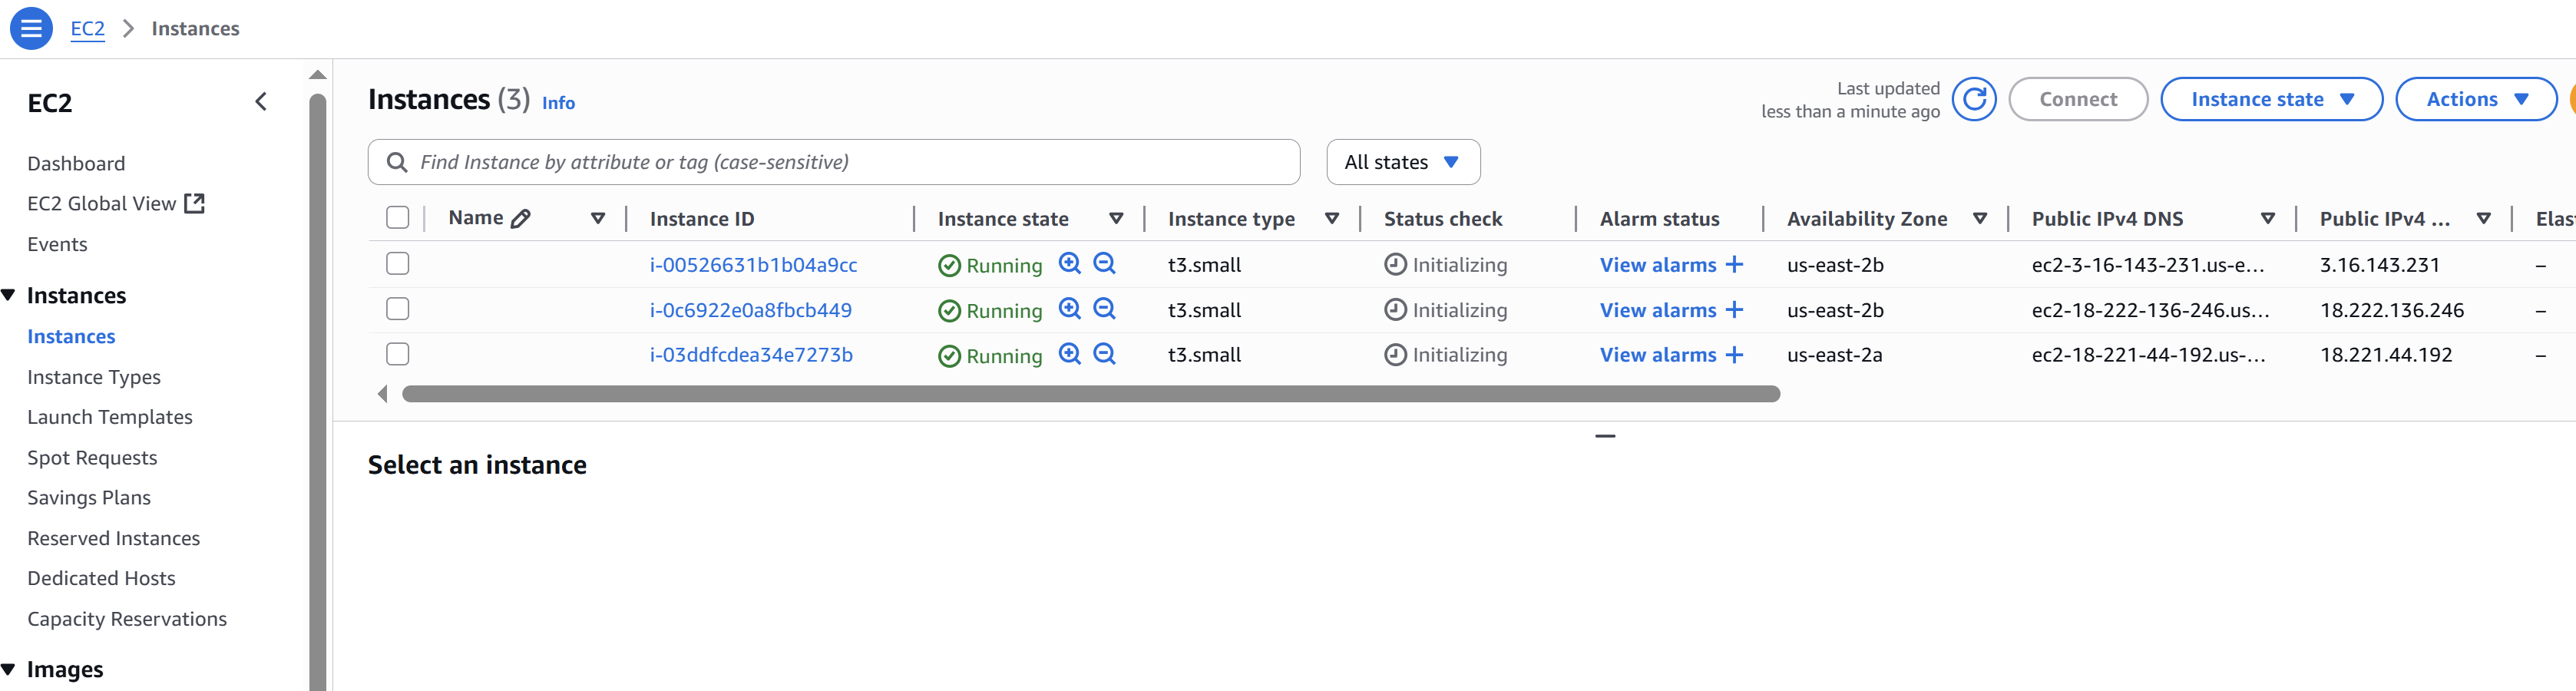 EC2 > Instances
EC2
Dashboard
EC2 Global View
Events
Instances
Instances
Instance Types
Launch Templates
Spot Requests
Savings Plans
Reserved Instances
Dedicated Hosts
Capacity Reservations
Images
Instances (3) Info
Last updated
less than a minute ago
Connect
Instance state
Actions
Find Instance by attribute or tag (case-sensitive)
All states
Name Instance ID Instance state Instance type Status check Alarm status Availability Zone Public IPv4 DNS Public IPv4 ... Elas
i-00526631b1b04a9cc Running t3.small Initializing View alarms + us-east-2b ec2-3-16-143-231.us-e... 3.16.143.231 –
i-0c6922e0a8fbcb449 Running t3.small Initializing View alarms + us-east-2b ec2-18-222-136-246.us... 18.222.136.246 –
i-03ddfcdea34e7273b Running t3.small Initializing View alarms + us-east-2a ec2-18-221-44-192.us-... 18.221.44.192 –
Select an instance